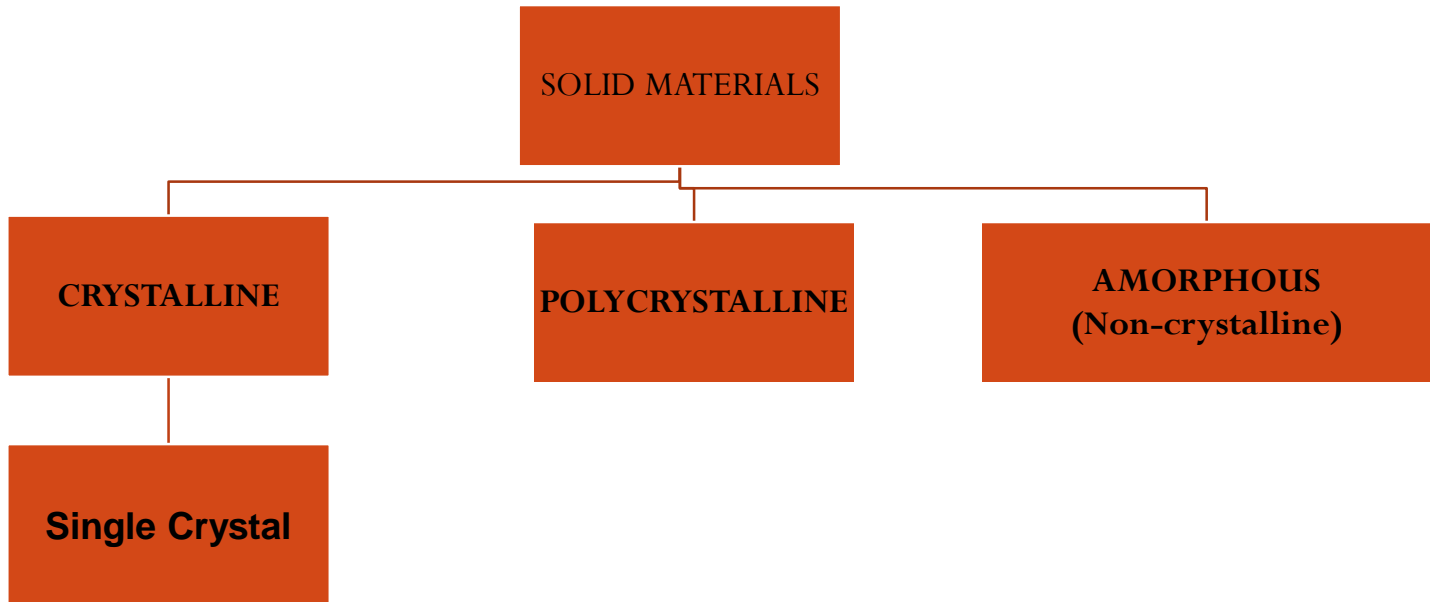 SOLID MATERIALS
CRYSTALLINE
POLYCRYSTALLINE
AMORPHOUS
(Non-crystalline)
Single Crystal